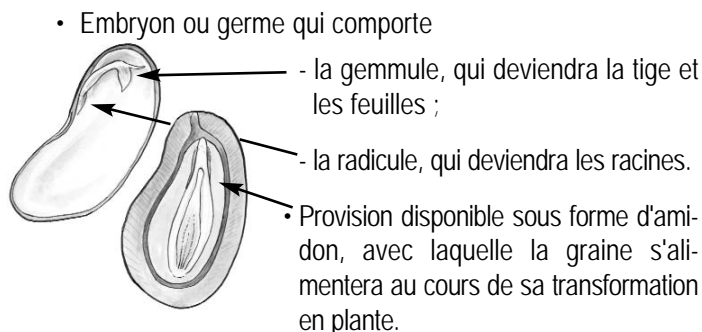 • Embryon ou germe qui comporte
- la gemmule, qui deviendra la tige et
les feuilles ;
- la radicule, qui deviendra les racines.
• Provision disponible sous forme d'ami-
don, avec laquelle la graine s'ali-
mentera au cours de sa transformation
en plante.